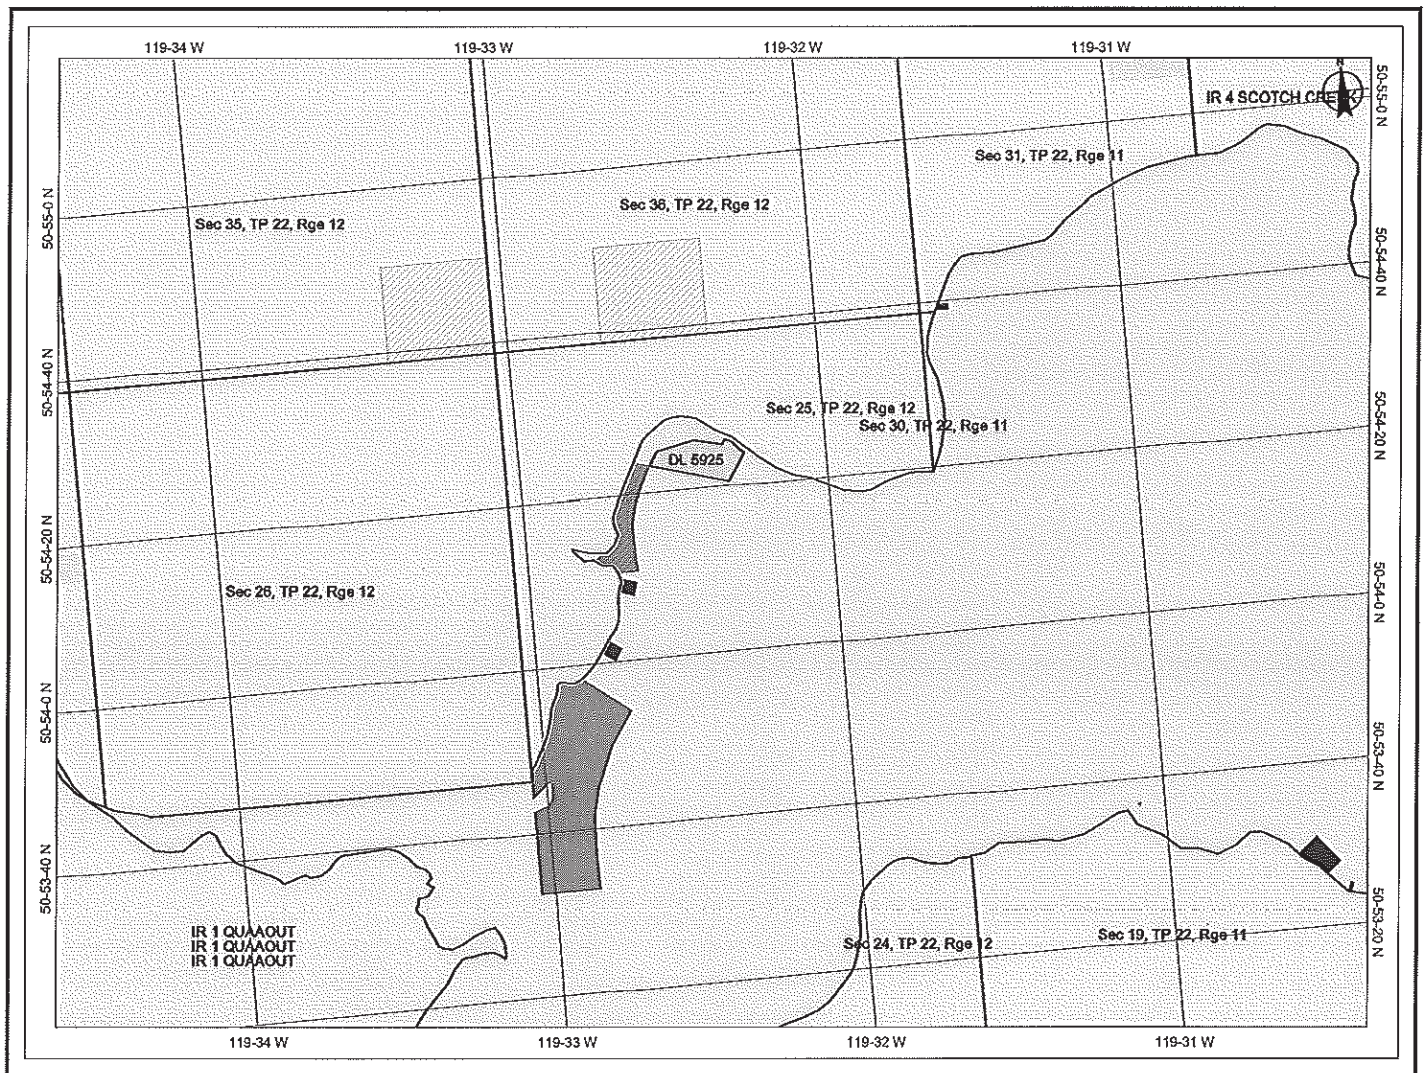 119-34 W
119-33 W
119-32 W
119-31 W
N
IR 4 SCOTCH CREEK
50-55-0 N
Sec 31, TP 22, Rge 11
50-55-0 N
Sec 35, TP 22, Rge 12
Sec 36, TP 22, Rge 12
50-54-40 N
50-54-40 N
Sec 25, TP 22, Rge 12
Sec 30, TP 22, Rge 11
50-54-20 N
DL 5925
50-54-20 N
Sec 26, TP 22, Rge 12
50-54-0 N
50-54-0 N
50-53-40 N
50-53-40 N
IR 1 QUAAOUT
IR 1 QUAAOUT
IR 1 QUAAOUT
Sec 24, TP 22, Rge 12
Sec 19, TP 22, Rge 11
50-53-20 N
119-34 W
119-33 W
119-32 W
119-31 W